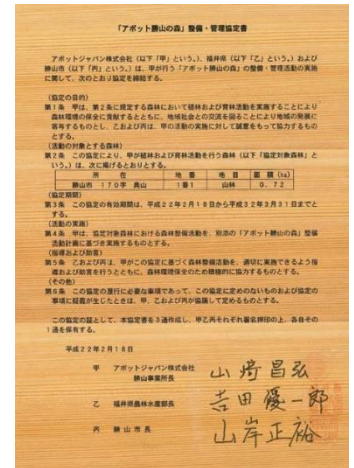 「アボット勝山の森」整備・管理協定書
アボットジャパン株式会社（以下「甲」という。）、福井県（以下「乙」という。）および
勝山市（以下「丙」という。）は、甲が行う「アボット勝山の森」の整備・管理活動の実施
に関して、次のとおり協定を締結する。
（協定の目的）
第１条　甲は、第２条に規定する森林において植林および育林活動を実施することにより
森林環境の保全に貢献するとともに、地域社会との交流を図ることにより地域の発展に
寄与するものとし、乙および丙は、甲の活動の実施に対して誠意をもって協力するもの
とする。
（活動の対象とする森林）
第２条　この協定により、甲が植林および育林活動を行う森林（以下「協定対象森林」と
いう。）は、次に掲げるとおりとする。
所　在　地　番　地　目　面　積（ha）
勝山市　１７０字　奥山　１番１　山林　０．７２
（協定期間）
第３条　この協定の有効期間は、平成２２年２月１８日から平成３２年３月３１日までと
する。
（活動の実施）
第４条　甲は、協定対象森林における森林整備活動を、別添の「アボット勝山の森」整備
活動計画に基づき実施するものとする。
（指導および助言）
第５条　乙および丙は、甲がこの協定に基づく森林整備活動を、適切に実施できるよう指
導および助言を行うとともに、森林環境保全のため積極的に協力するものとする。
（その他）
第６条　この協定の履行に必要な事項であって、この協定に定めのないものおよび協定の
事項に疑義が生じたときは、甲、乙および丙が協議して定めるものとする。
この協定の証として、本協定書を３通作成し、甲乙丙それぞれ署名押印の上、各自その
１通を保有する。
平成２２年２月１８日
甲　アボットジャパン株式会社
勝山事業所長　山﨑昌弘
乙　福井県農林水産部長　吉田優一郎
丙　勝山市長　山岸正裕